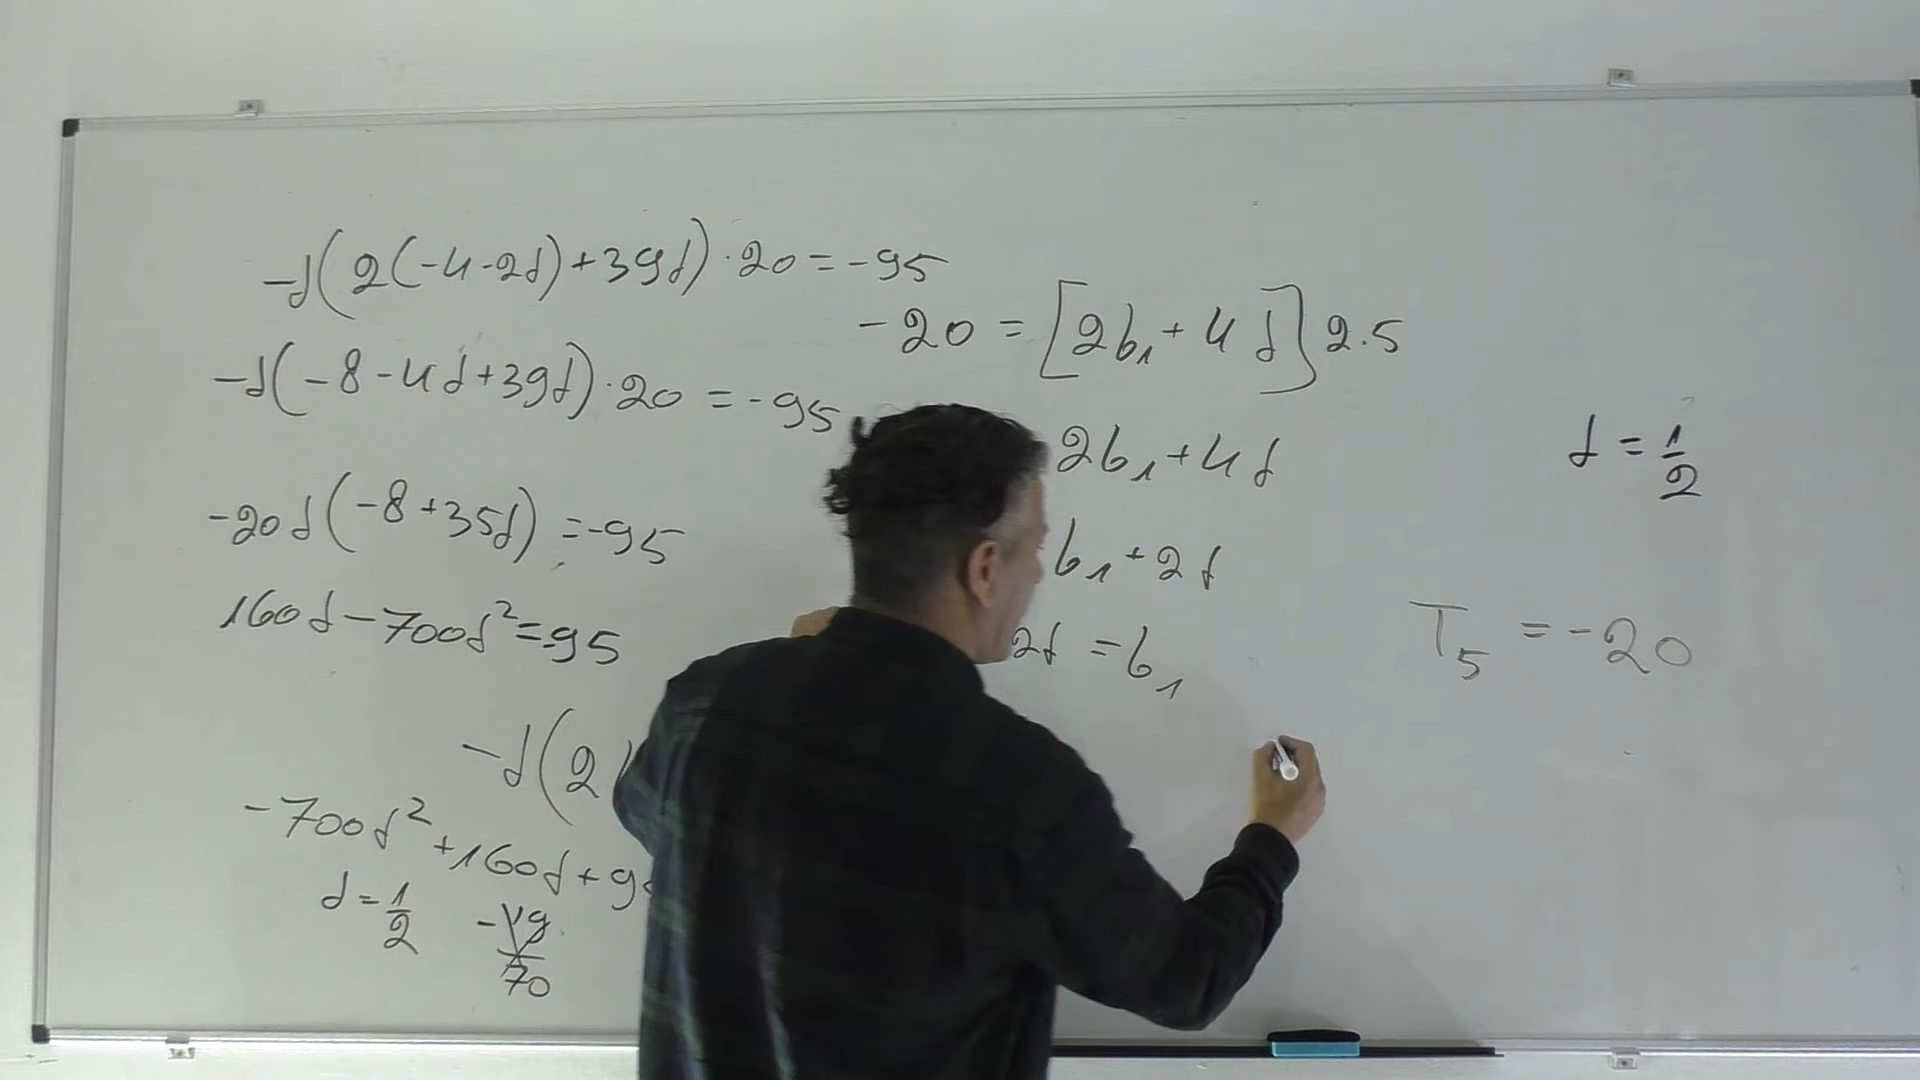 -d(2(-4-2d)+39d)·20=-95
-d(-8-4d+39d)·20=-95
-20d(-8+35d)=-95
160d-700d²=-95
-d(2
-700d²+160d+9
d=1/2
-19/70
-20=[2b₁+4d]2.5
2b₁+4d
b₁+2d
2d=b₁
d=1/2
T₅=-20